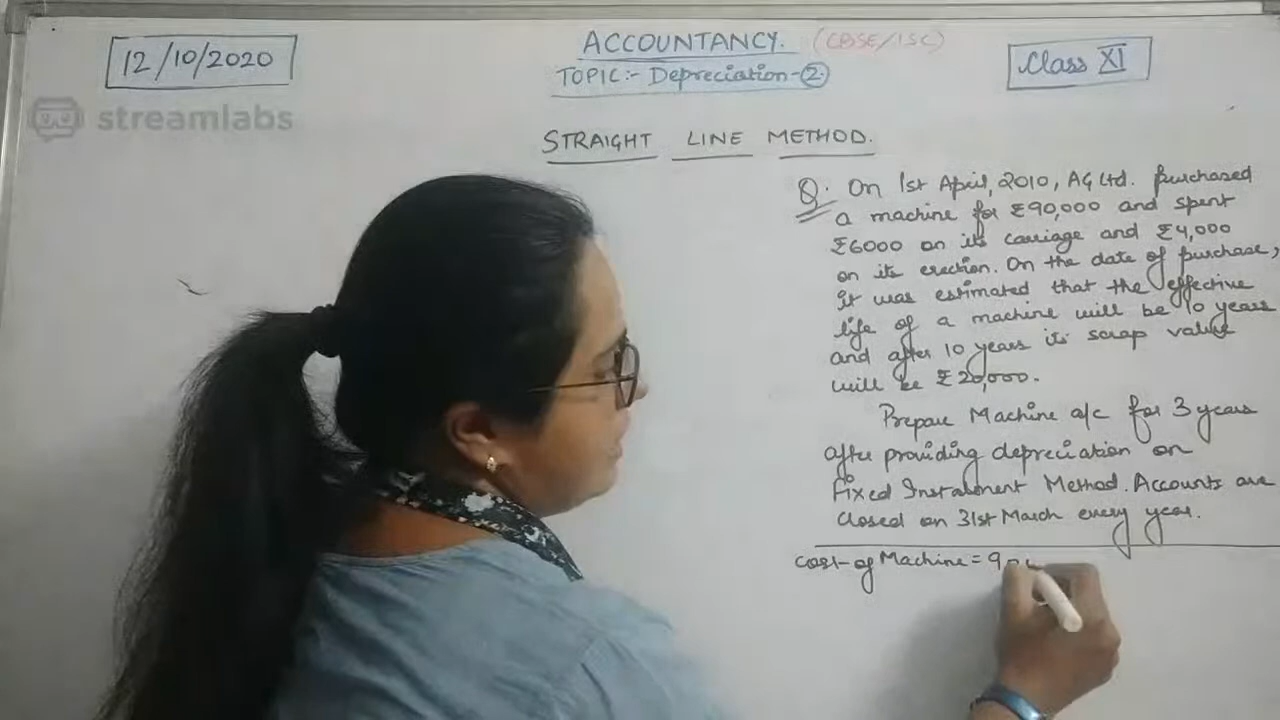 12/10/2020
ACCOUNTANCY. (CBSE/ISC)
TOPIC:- Depreciation-②
Class XI
streamlabs
STRAIGHT LINE METHOD.
Q. On 1st April, 2010, AG Ltd. purchased
a machine for ₹90,000 and spent
₹6000 on its carriage and ₹4,000
on its erection. On the date of purchase,
it was estimated that the effective
life of a machine will be 10 years
and after 10 years its scrap value
will be ₹20,000.
Prepare Machine a/c for 3 years
after providing depreciation on
Fixed Instalment Method. Accounts are
closed on 31st March every year.
Cost of Machine = 90